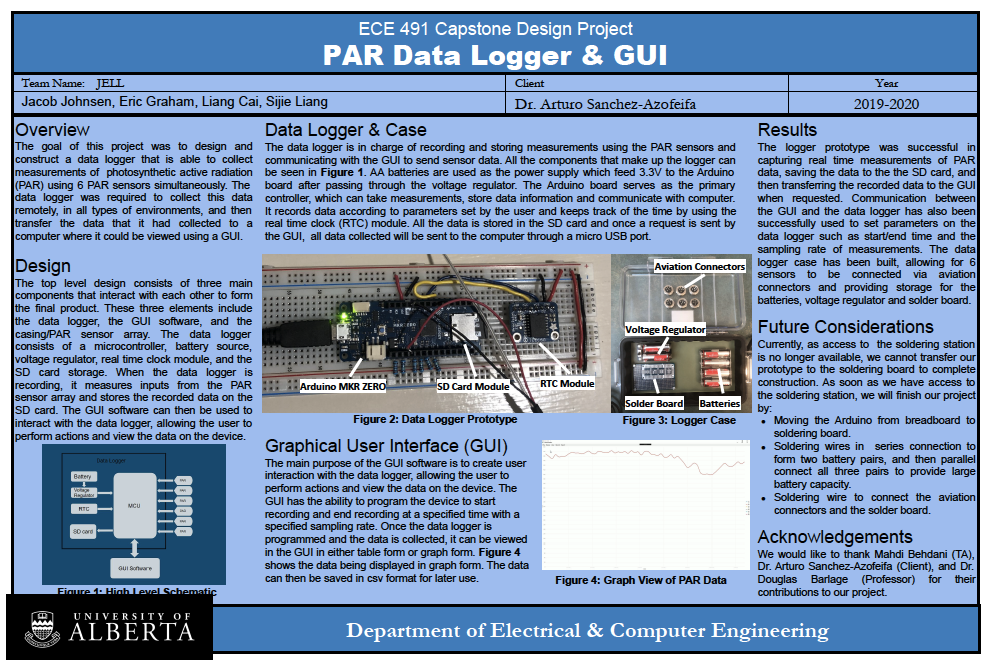 ECE 491 Capstone Design Project
PAR Data Logger & GUI
Team Name: JELL
Client
Year
Jacob Johnsen, Eric Graham, Liang Cai, Sijie Liang
Dr. Arturo Sanchez-Azofeifa
2019-2020
Overview
The goal of this project was to design and
construct a data logger that is able to collect
measurements of photosynthetic active radiation
(PAR) using 6 PAR sensors simultaneously. The
data logger was required to collect this data
remotely, in all types of environments, and then
transfer the data that it had collected to a
computer where it could be viewed using a GUI.
Design
The top level design consists of three main
components that interact with each other to form
the final product. These three elements include
the data logger, the GUI software, and the
casing/PAR sensor array. The data logger
consists of a microcontroller, battery source,
voltage regulator, real time clock module, and the
SD card storage. When the data logger is
recording, it measures inputs from the PAR
sensor array and stores the recorded data on the
SD card. The GUI software can then be used to
interact with the data logger, allowing the user to
perform actions and view the data on the device.
Data Logger
Battery
Voltage
Regulator
RTC
SD card
MCU
PAR
PAR
PAR
PAR
PAR
PAR
GUI Software
Figure 1: High Level Schematic
Data Logger & Case
The data logger is in charge of recording and storing measurements using the PAR sensors and
communicating with the GUI to send sensor data. All the components that make up the logger can
be seen in Figure 1. AA batteries are used as the power supply which feed 3.3V to the Arduino
board after passing through the voltage regulator. The Arduino board serves as the primary
controller, which can take measurements, store data information and communicate with computer.
It records data according to parameters set by the user and keeps track of the time by using the
real time clock (RTC) module. All the data is stored in the SD card and once a request is sent by
the GUI, all data collected will be sent to the computer through a micro USB port.
MKR ZERO
Arduino MKR ZERO
SD Card Module
RTC Module
Figure 2: Data Logger Prototype
Aviation Connectors
Voltage Regulator
Solder Board
Batteries
Figure 3: Logger Case
Graphical User Interface (GUI)
The main purpose of the GUI software is to create user
interaction with the data logger, allowing the user to
perform actions and view the data on the device. The
GUI has the ability to program the device to start
recording and end recording at a specified time with a
specified sampling rate. Once the data logger is
programmed and the data is collected, it can be viewed
in the GUI in either table form or graph form. Figure 4
shows the data being displayed in graph form. The data
can then be saved in csv format for later use.
Figure 4: Graph View of PAR Data
Results
The logger prototype was successful in
capturing real time measurements of PAR
data, saving the data to the the SD card, and
then transferring the recorded data to the GUI
when requested. Communication between
the GUI and the data logger has also been
successfully used to set parameters on the
data logger such as start/end time and the
sampling rate of measurements. The data
logger case has been built, allowing for 6
sensors to be connected via aviation
connectors and providing storage for the
batteries, voltage regulator and solder board.
Future Considerations
Currently, as access to the soldering station
is no longer available, we cannot transfer our
prototype to the soldering board to complete
construction. As soon as we have access to
the soldering station, we will finish our project
by:
• Moving the Arduino from breadboard to
soldering board.
• Soldering wires in series connection to
form two battery pairs, and then parallel
connect all three pairs to provide large
battery capacity.
• Soldering wire to connect the aviation
connectors and the solder board.
Acknowledgements
We would like to thank Mahdi Behdani (TA),
Dr. Arturo Sanchez-Azofeifa (Client), and Dr.
Douglas Barlage (Professor) for their
contributions to our project.
UNIVERSITY OF
ALBERTA
Department of Electrical & Computer Engineering